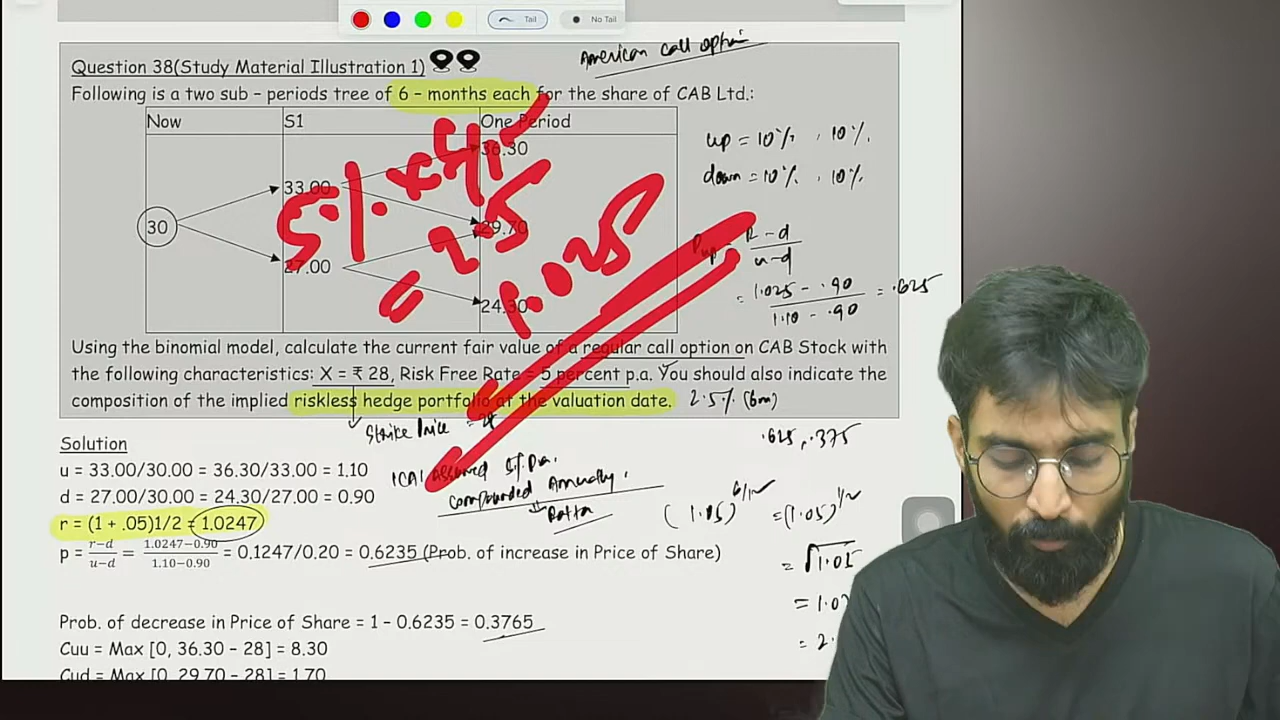 Tail
No Tail
American call option
Question 38(Study Material Illustration 1)
Following is a two sub – periods tree of 6 – months each for the share of CAB Ltd.:
Now S1 One Period
36.30
33.00
30
29.70
27.00
24.30
up = 10% , 10%
down = 10% , 10%
5% × 6/12
= 2.5
1.025
Pup = R - d
u-d
= 1.025 - .90 = .625
1.10 - .90
Using the binomial model, calculate the current fair value of a regular call option on CAB Stock with
the following characteristics: X = ₹ 28, Risk Free Rate = 5 percent p.a. You should also indicate the
composition of the implied riskless hedge portfolio at the valuation date. 2.5% (6m)
Strike Price = 28
.625, .375
Solution
u = 33.00/30.00 = 36.30/33.00 = 1.10
d = 27.00/30.00 = 24.30/27.00 = 0.90
r = (1 + .05)1/2 = 1.0247
p = r−d / u−d = 1.0247−0.90 / 1.10−0.90 = 0.1247/0.20 = 0.6235 (Prob. of increase in Price of Share)
ICAI Assumed 5% p.a.
Compounded Annually.
Ratta
(1.05)6/12 = (1.05)1/2
= √1.05
Prob. of decrease in Price of Share = 1 – 0.6235 = 0.3765
Cuu = Max [0, 36.30 – 28] = 8.30
Cud = Max [0, 29.70 – 28] = 1.70